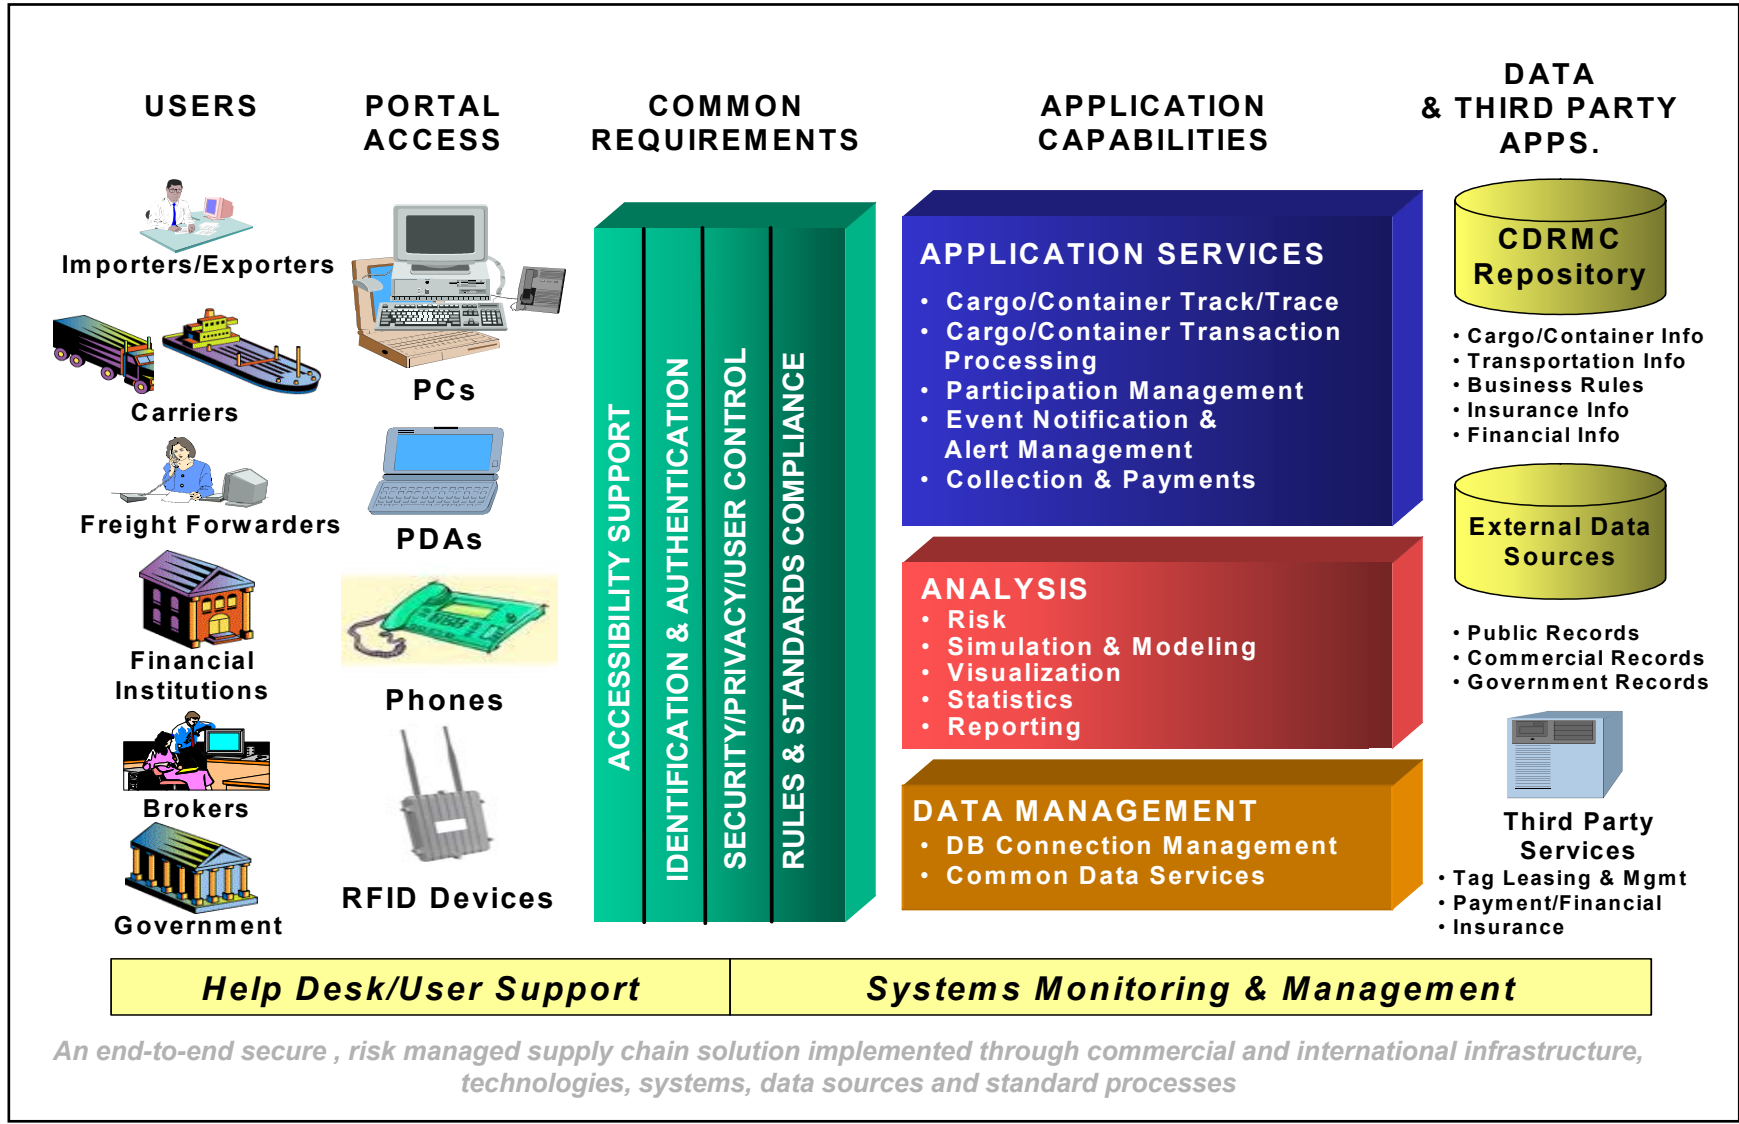 USERS
Importers/Exporters
Carriers
Freight Forwarders
Financial
Institutions
Brokers
Government
PORTAL
ACCESS
PCs
PDAs
Phones
RFID Devices
COMMON
REQUIREMENTS
ACCESSIBILITY SUPPORT
IDENTIFICATION & AUTHENTICATION
SECURITY/PRIVACY/USER CONTROL
RULES & STANDARDS COMPLIANCE
APPLICATION
CAPABILITIES
APPLICATION SERVICES
• Cargo/Container Track/Trace
• Cargo/Container Transaction
Processing
• Participation Management
• Event Notification &
Alert Management
• Collection & Payments
ANALYSIS
• Risk
• Simulation & Modeling
• Visualization
• Statistics
• Reporting
DATA MANAGEMENT
• DB Connection Management
• Common Data Services
DATA
& THIRD PARTY
APPS.
CDRMC
Repository
• Cargo/Container Info
• Transportation Info
• Business Rules
• Insurance Info
• Financial Info
External Data
Sources
• Public Records
• Commercial Records
• Government Records
Third Party
Services
• Tag Leasing & Mgmt
• Payment/Financial
• Insurance
Help Desk/User Support
Systems Monitoring & Management
An end-to-end secure , risk managed supply chain solution implemented through commercial and international infrastructure,
technologies, systems, data sources and standard processes